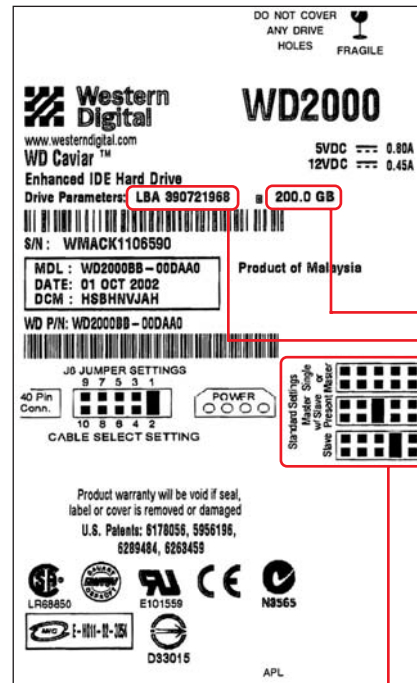 DO NOT COVER
ANY DRIVE
HOLES
FRAGILE
Western
Digital
WD2000
www.westerndigital.com
WD Caviar ™
Enhanced IDE Hard Drive
5VDC 0.80A
12VDC 0.45A
Drive Parameters: LBA 390721968 200.0 GB
S/N : WMACK1106590
MDL : WD2000BB-00DAA0
DATE: 01 OCT 2002
DCM : HSBHNVJAH
Product of Malaysia
WD P/N: WD2000BB-00DAA0
J8 JUMPER SETTINGS
9 7 5 3 1
40 Pin
Conn.
10 8 6 4 2
CABLE SELECT SETTING
POWER
Standard Settings
Single
or
Master
Master
w/ Slave
Present
Slave
Product warranty will be void if seal,
label or cover is removed or damaged
U.S. Patents: 6178056, 5956196,
6289484, 6263459
LR68850
E101559
N3565
D33015
APL